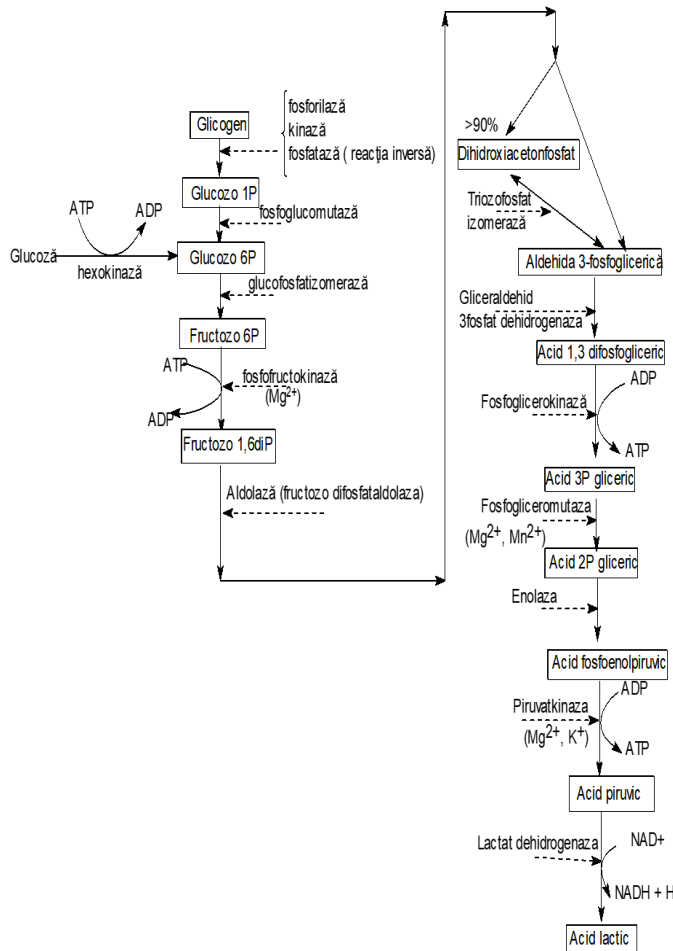 Glicogen
fosforilază
kinază
fosfatază ( reacția inversă)
Glucozo 1P
fosfoglucomutază
ATP
ADP
Glucoză
hexokinază
Glucozo 6P
glucofosfatizomerază
Fructozo 6P
ATP
ADP
fosfofructokinază
(Mg2+)
Fructozo 1,6diP
Aldolază (fructozo difosfataldolaza)
>90%
Dihidroxiacetonfosfat
Triozofosfat
izomerază
Aldehida 3-fosfoglicerică
Gliceraldehid
3fosfat dehidrogenaza
Acid 1,3 difosfogliceric
ADP
Fosfoglicerokinază
ATP
Acid 3P gliceric
Fosfogliceromutaza
(Mg2+, Mn2+)
Acid 2P gliceric
Enolaza
Acid fosfoenolpiruvic
ADP
Piruvatkinaza
(Mg2+, K+)
ATP
Acid piruvic
Lactat dehidrogenaza
NAD+
NADH + H
Acid lactic